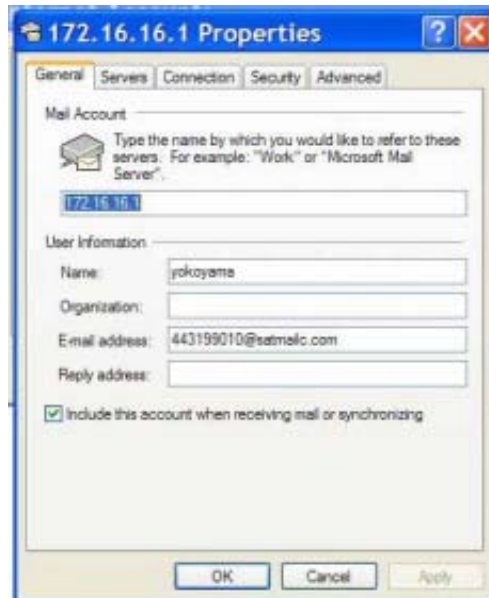 172.16.16.1 Properties
General Servers Connection Security Advanced
Mail Account
Type the name by which you would like to refer to these
servers. For example: "Work" or "Microsoft Mail
Server".
172.16.16.1
User Information
Name: yokoyama
Organization:
E-mail address: 443199010@satmailc.com
Reply address:
Include this account when receiving mail or synchronizing
OK Cancel Apply